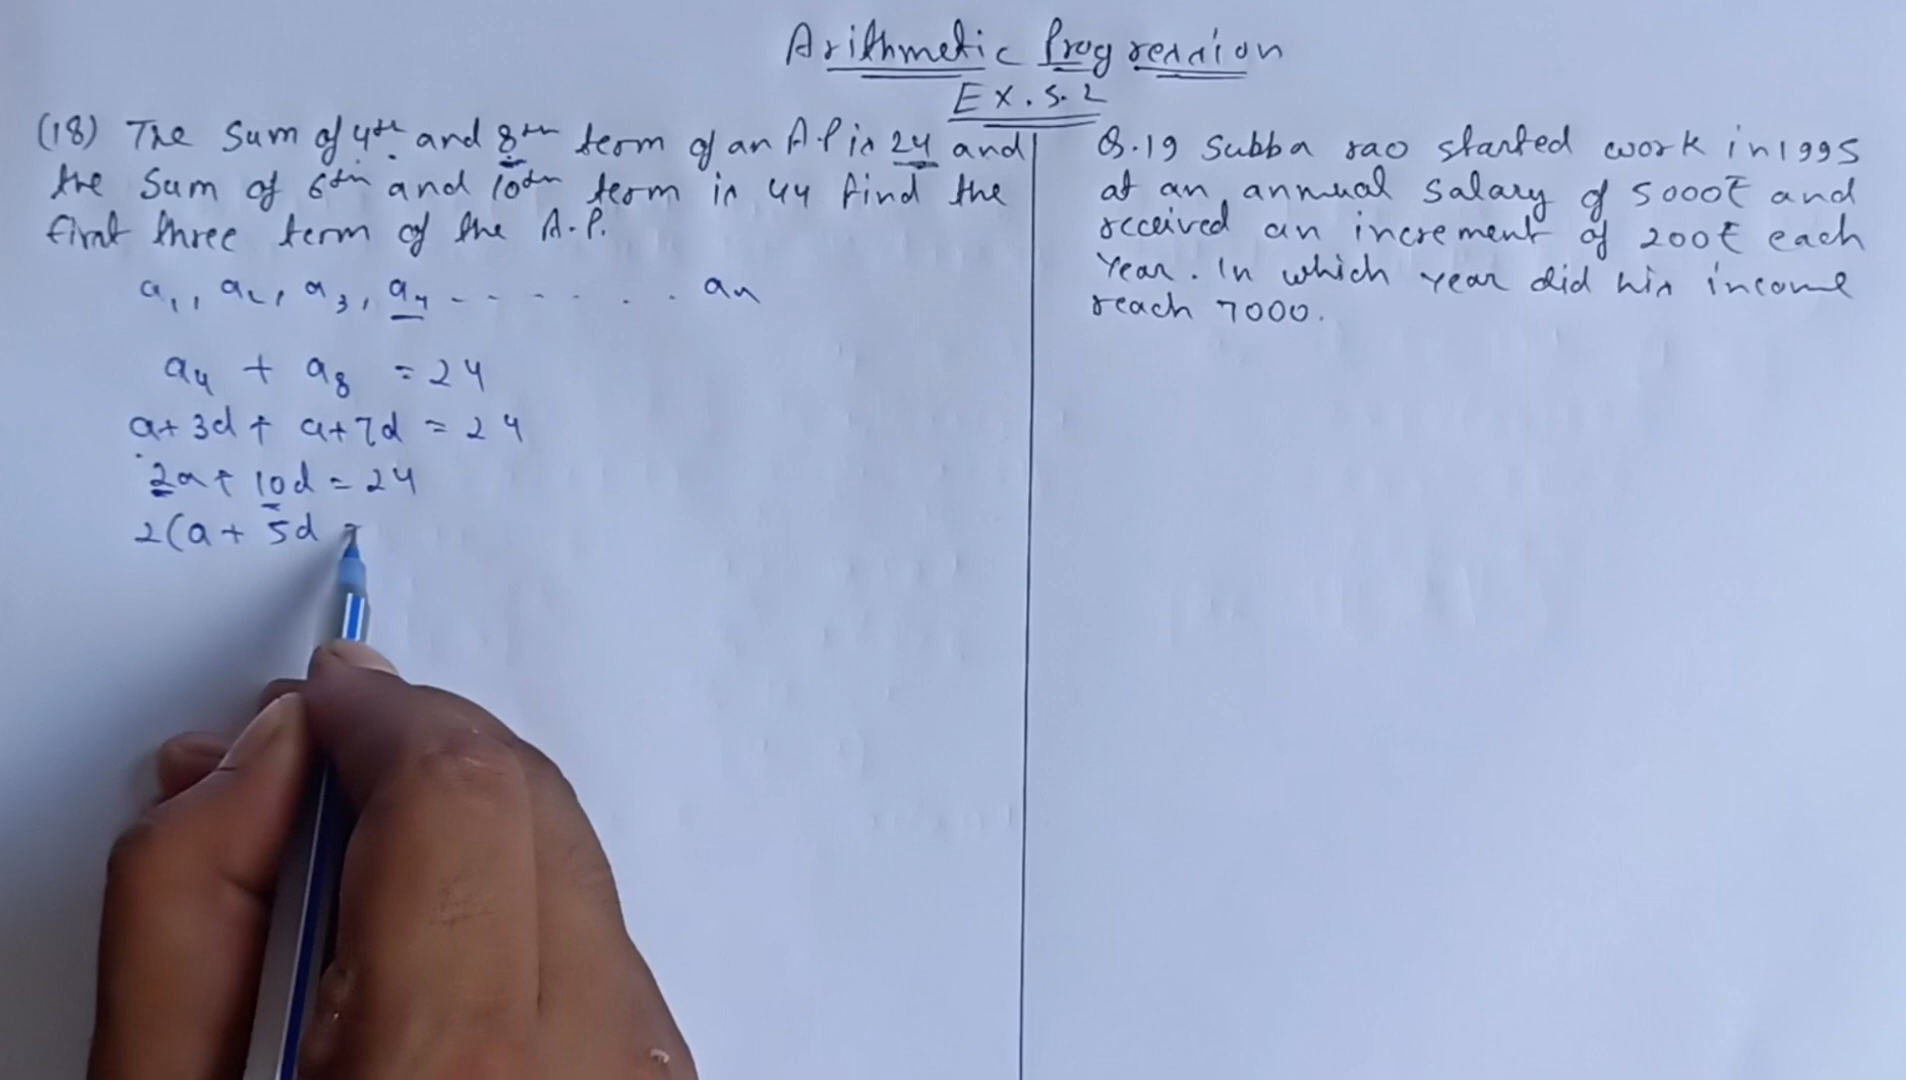 Arithmetic Progression
Ex. 5.2
(18) The Sum of 4th and 8th term of an A.P is 24 and
the Sum of 6th and 10th term is 44 find the
first three term of the A.P.
a1, a2, a3, a4 - - - - . . . an
a4 + a8 = 24
a+3d + a+7d = 24
2a + 10d = 24
2(a + 5d
Q.19 Subba rao started work in 1995
at an annual salary of 5000₹ and
received an increment of 200₹ each
Year. In which year did his income
reach 7000.